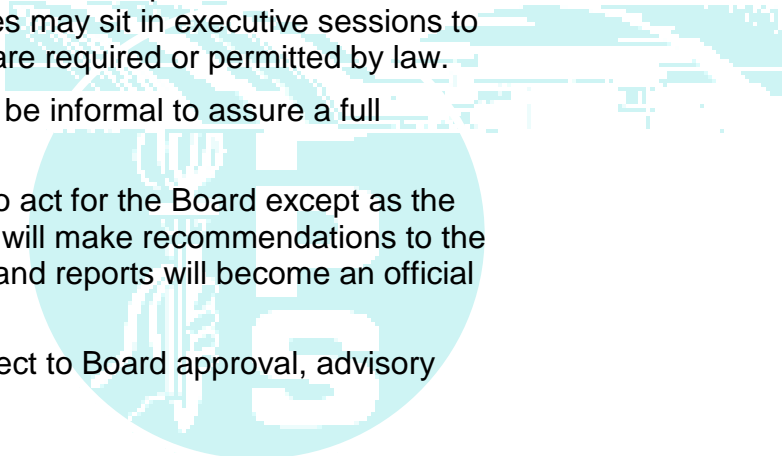 es may sit in executive sessions to
are required or permitted by law.
be informal to assure a full
o act for the Board except as the
will make recommendations to the
and reports will become an official
ect to Board approval, advisory